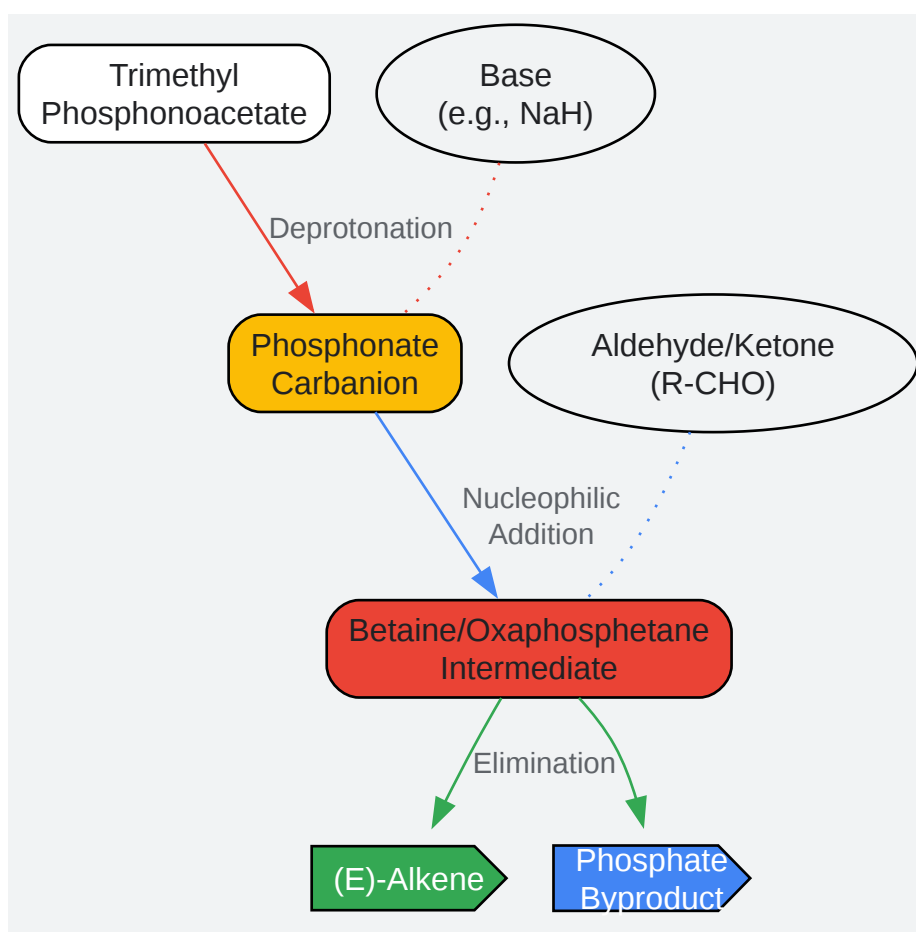 Trimethyl
Phosphonoacetate
Base
(e.g., NaH)
Deprotonation
Phosphonate
Carbanion
Aldehyde/Ketone
(R-CHO)
Nucleophilic
Addition
Betaine/Oxaphosphetane
Intermediate
Elimination
(E)-Alkene
Phosphate
Byproduct